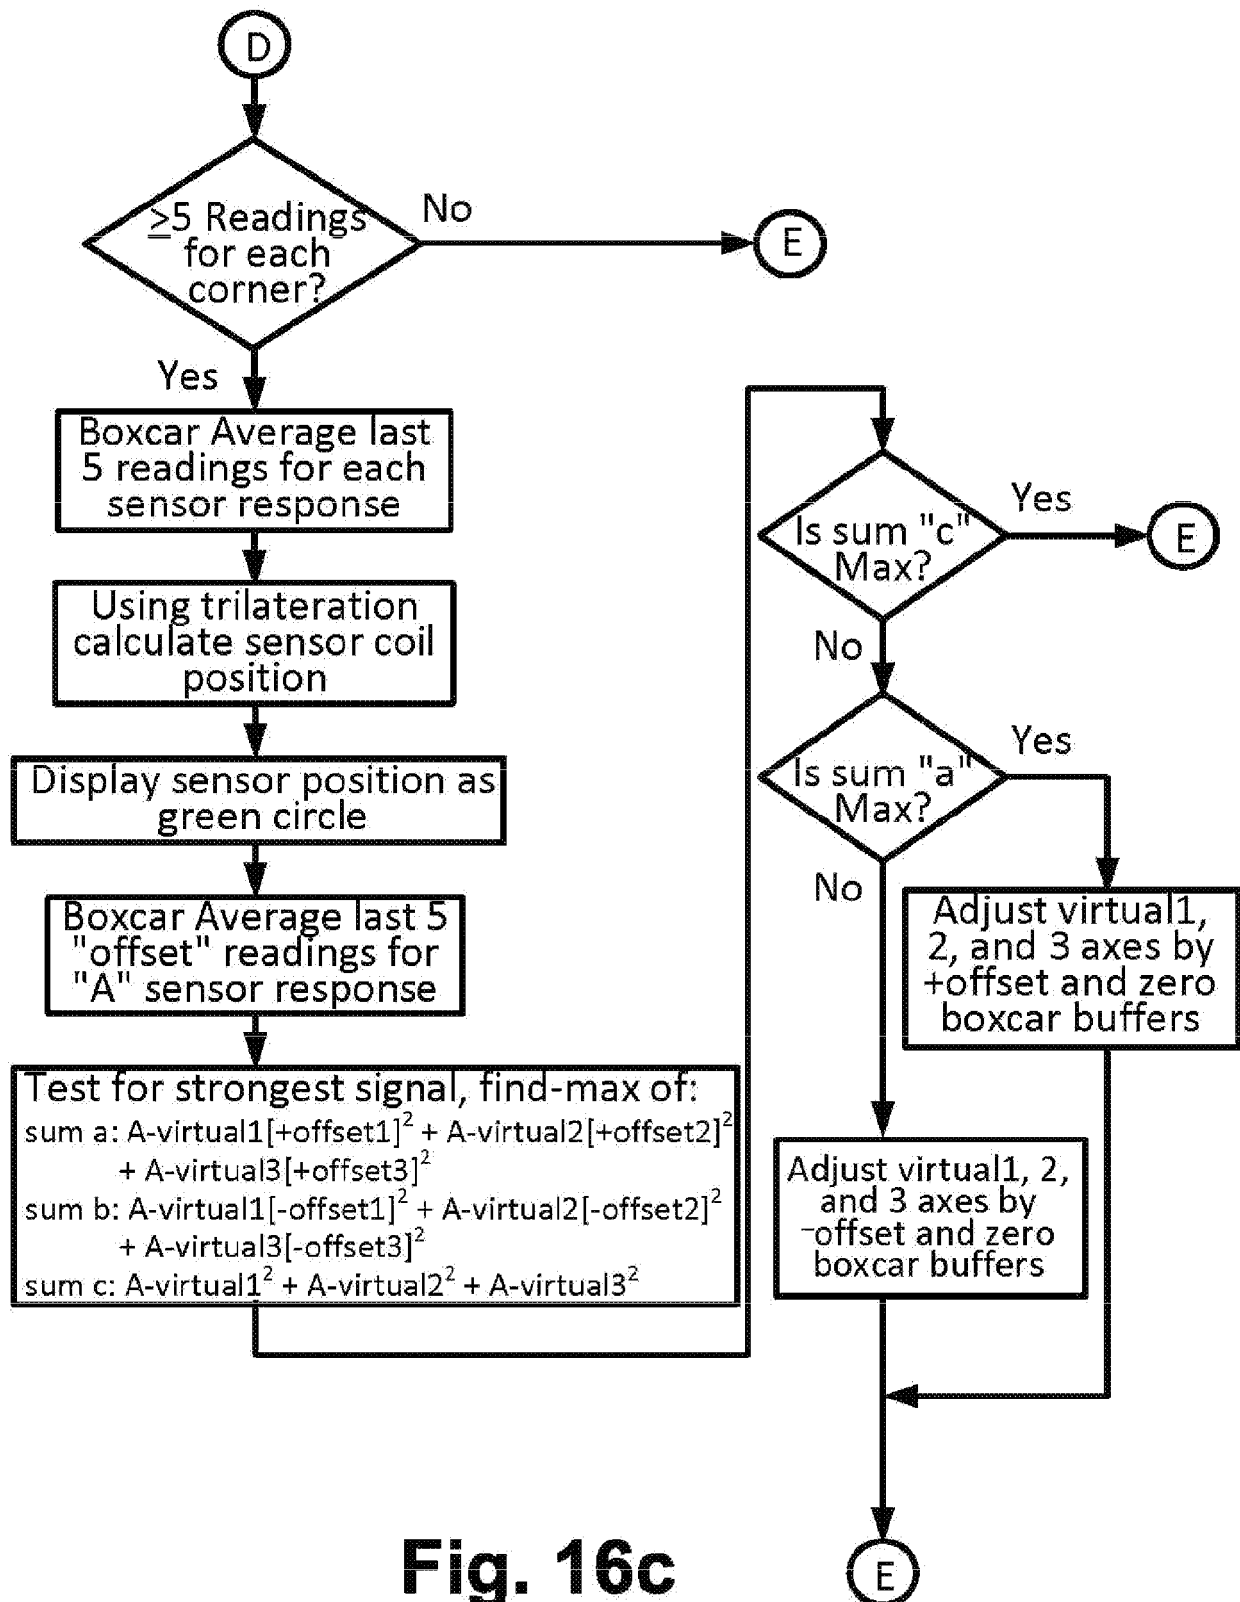 D
≥5 Readings
for each
corner?
No
E
Yes
Boxcar Average last
5 readings for each
sensor response
Using trilateration
calculate sensor coil
position
Display sensor position as
green circle
Boxcar Average last 5
"offset" readings for
"A" sensor response
Test for strongest signal, find-max of:
sum a: A-virtual1[+offset1]² + A-virtual2[+offset2]²
+ A-virtual3[+offset3]²
sum b: A-virtual1[-offset1]² + A-virtual2[-offset2]²
+ A-virtual3[-offset3]²
sum c: A-virtual1² + A-virtual2² + A-virtual3²
Is sum "c"
Max?
Yes
E
No
Is sum "a"
Max?
Yes
No
Adjust virtual1,
2, and 3 axes by
+offset and zero
boxcar buffers
Adjust virtual1, 2,
and 3 axes by
-offset and zero
boxcar buffers
E
Fig. 16c